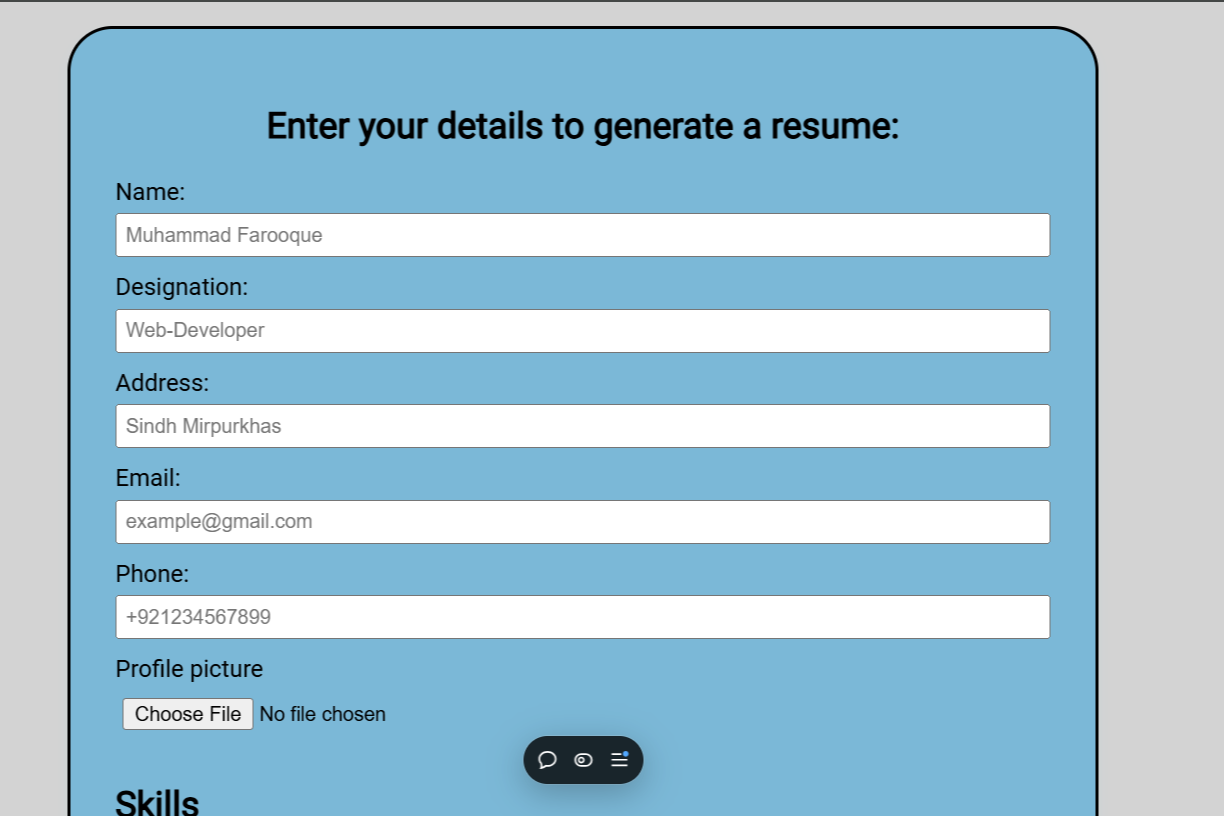 Enter your details to generate a resume:
Name:
Muhammad Farooque
Designation:
Web-Developer
Address:
Sindh Mirpurkhas
Email:
example@gmail.com
Phone:
+921234567899
Profile picture
Choose File No file chosen
Skills